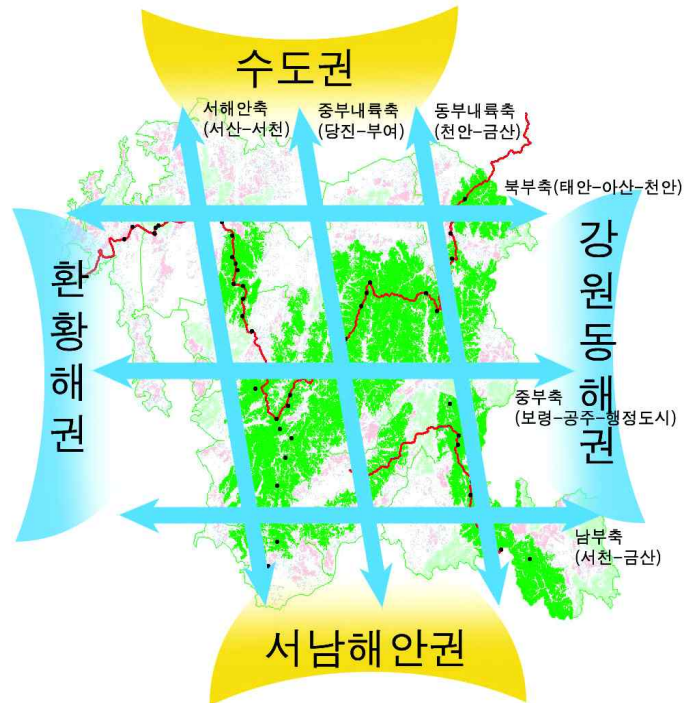 수도권
서해안축
(서산-서천)
중부내륙축
(당진-부여)
동부내륙축
(천안-금산)
북부축(태안-아산-천안)
환황해권
강원동해권
중부축
(보령-공주-행정도시)
남부축
(서천-금산)
서남해안권